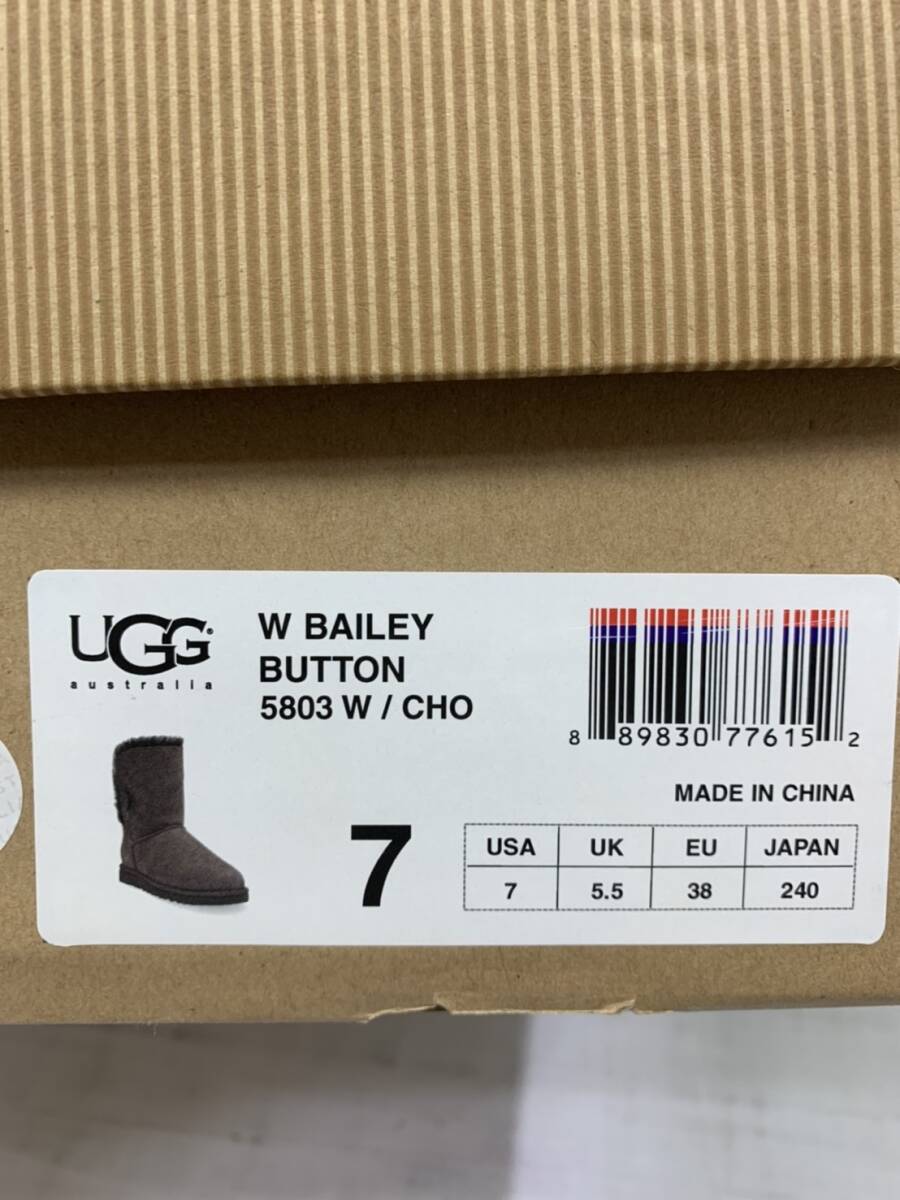 UGG®
australia
W BAILEY
BUTTON
5803 W / CHO
8 89830 77615 2
MADE IN CHINA
7
USA UK EU JAPAN
7 5.5 38 240